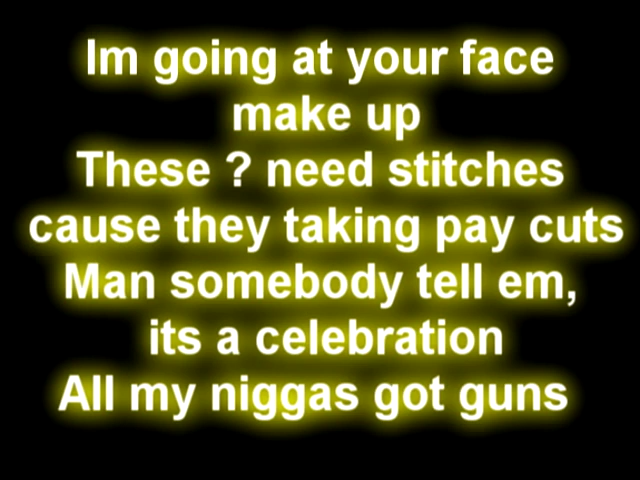 Im going at your face
make up
These ? need stitches
cause they taking pay cuts
Man somebody tell em,
its a celebration
All my niggas got guns